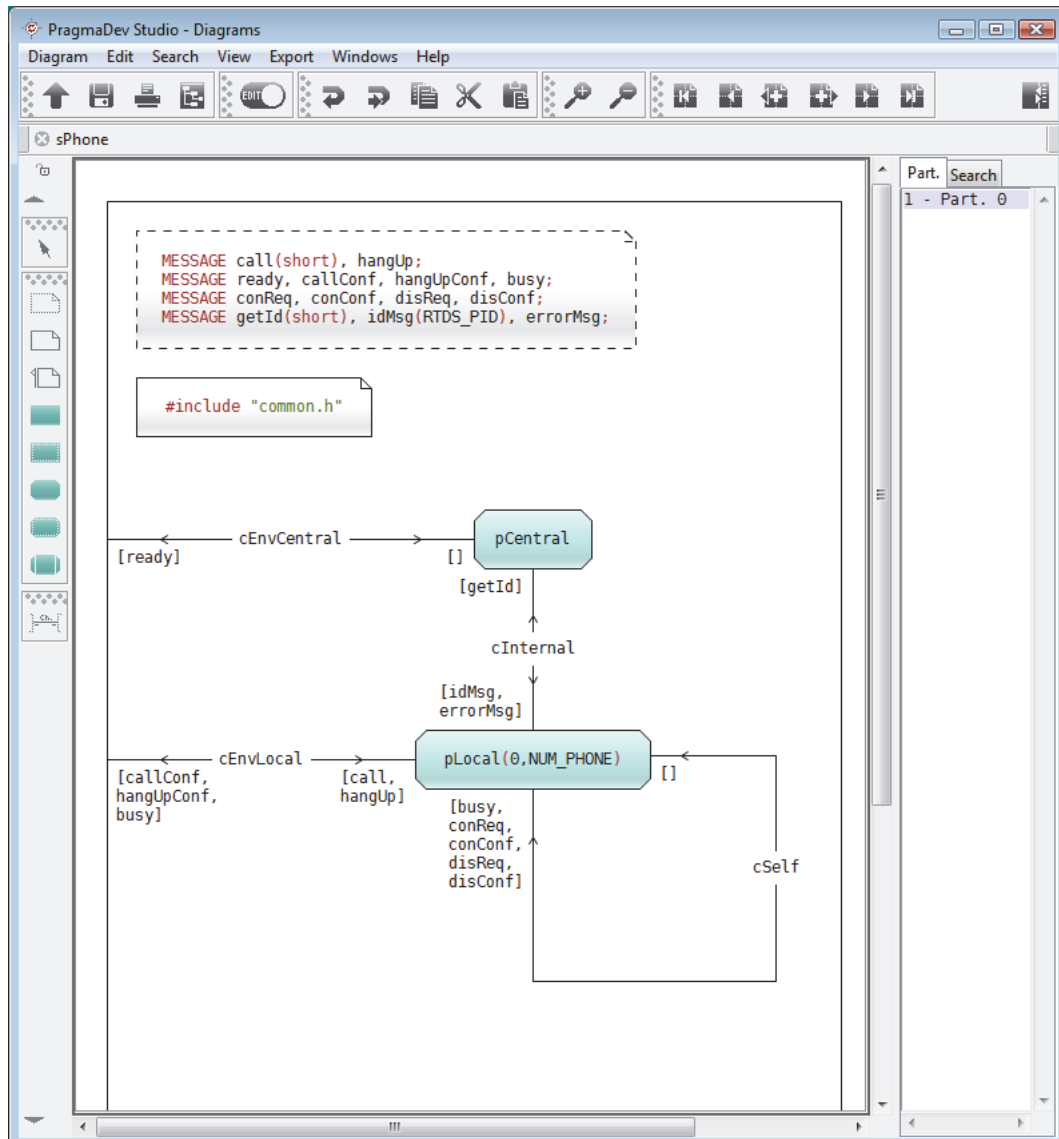 PragmaDev Studio - Diagrams
Diagram Edit Search View Export Windows Help
EDIT
sPhone
Part. Search
1 - Part. 0
MESSAGE call(short), hangUp;
MESSAGE ready, callConf, hangUpConf, busy;
MESSAGE conReq, conConf, disReq, disConf;
MESSAGE getId(short), idMsg(RTDS_PID), errorMsg;
#include "common.h"
Ch.
cEnvCentral
pCentral
[ready]
[]
[getId]
cInternal
[idMsg,
errorMsg]
cEnvLocal
pLocal(0,NUM_PHONE)
[callConf,
hangUpConf,
busy]
[call,
hangUp]
[]
[busy,
conReq,
conConf,
disReq,
disConf]
cSelf